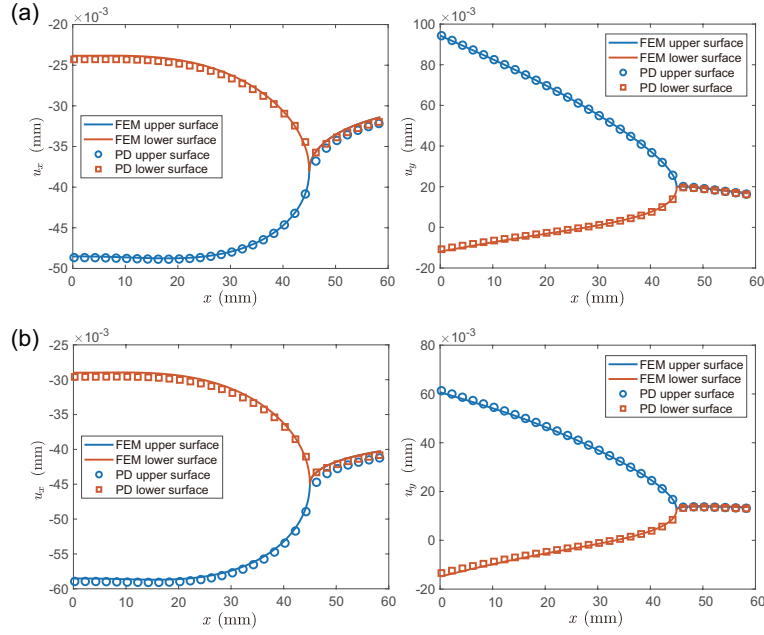 (a)
×10⁻³
-20
-25
-30
-35
-40
-45
-50
u_x (mm)
FEM upper surface
FEM lower surface
PD upper surface
PD lower surface
0 10 20 30 40 50 60
x (mm)
×10⁻³
100
80
60
40
20
0
-20
u_y (mm)
FEM upper surface
FEM lower surface
PD upper surface
PD lower surface
0 10 20 30 40 50 60
x (mm)
(b)
×10⁻³
-25
-30
-35
-40
-45
-50
-55
-60
u_x (mm)
FEM upper surface
FEM lower surface
PD upper surface
PD lower surface
0 10 20 30 40 50 60
x (mm)
×10⁻³
80
60
40
20
0
-20
u_y (mm)
FEM upper surface
FEM lower surface
PD upper surface
PD lower surface
0 10 20 30 40 50 60
x (mm)